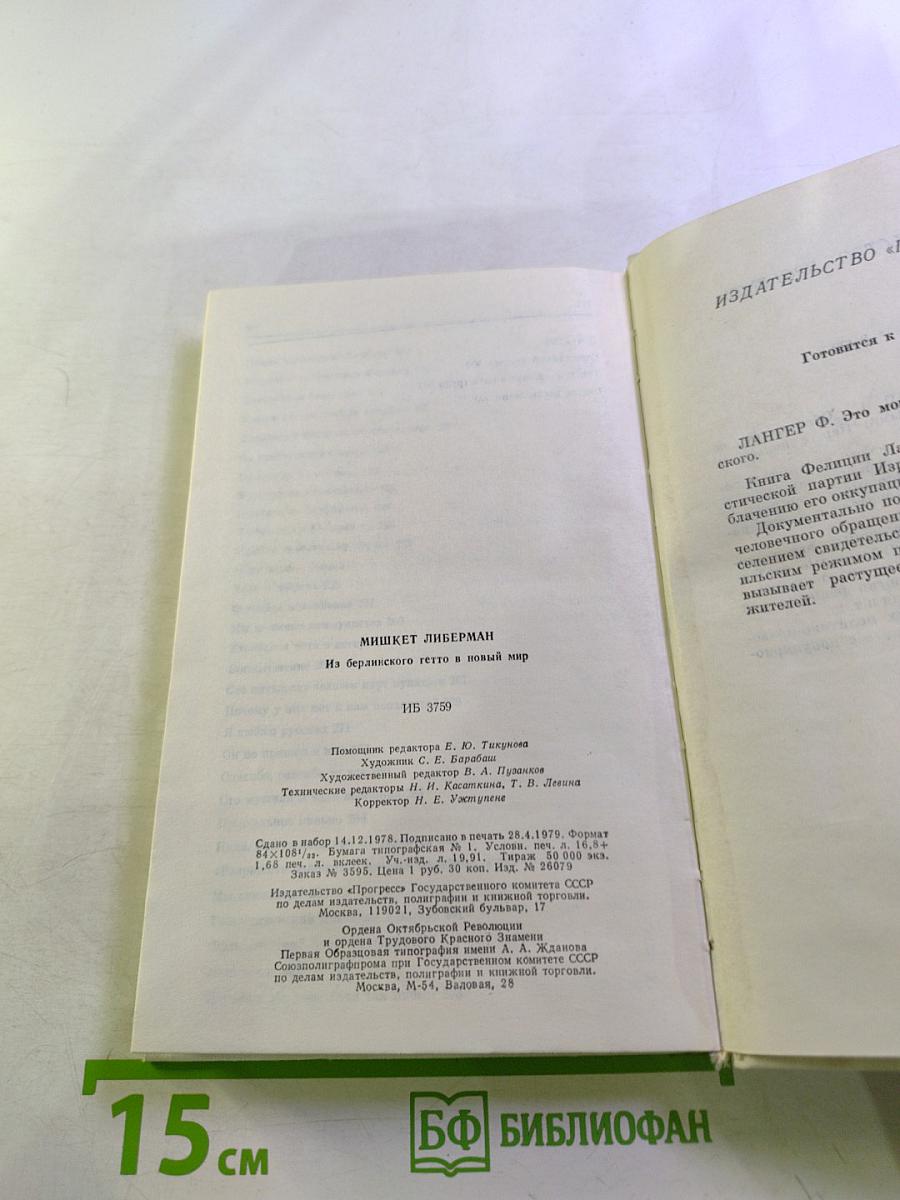 МИШКЕТ ЛИБЕРМАН
Из берлинского гетто в новый мир
ИБ 3759
Помощник редактора Е. Ю. Тикунова
Художник С. Е. Барабаш
Художественный редактор В. А. Пузанков
Технические редакторы Н. И. Касаткина, Т. В. Левина
Корректор Н. Е. Ужтупене
Сдано в набор 14.12.1978. Подписано в печать 28.4.1979. Формат
84×108¹/₃₂. Бумага типографская № 1. Условн. печ. л. 16,8+
1,68 печ. л. вклеек. Уч.-изд. л. 19,91. Тираж 50 000 экз.
Заказ № 3595. Цена 1 руб. 30 коп. Изд. № 26079
Издательство «Прогресс» Государственного комитета СССР
по делам издательств, полиграфии и книжной торговли.
Москва, 119021, Зубовский бульвар, 17
Ордена Октябрьской Революции
и ордена Трудового Красного Знамени
Первая Образцовая типография имени А. А. Жданова
Союзполиграфпрома при Государственном комитете СССР
по делам издательств, полиграфии и книжной торговли.
Москва, М-54, Валовая, 28
ИЗДАТЕЛЬСТВО
Готовится к
ЛАНГЕР Ф. Это
ского.
Книга Фелиции
стической партии
блачению его
Документально
человечного
селением
ильским режимом
вызывает
жителей.
15 см
БФ БИБЛИОФАН